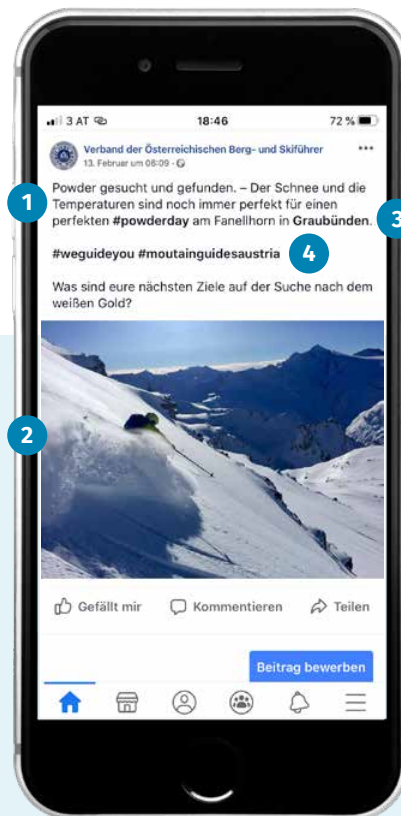 3 AT 18:46 72 %
Verband der Österreichischen Berg- und Skiführer
13. Februar um 06:09 ·
1
Powder gesucht und gefunden. – Der Schnee und die
Temperaturen sind noch immer perfekt für einen
perfekten #powderday am Fanellhorn in Graubünden.
3
#weguideyou #moutainguidesaustria
4
Was sind eure nächsten Ziele auf der Suche nach dem
weißen Gold?
2
Gefällt mir Kommentieren Teilen
Beitrag bewerben